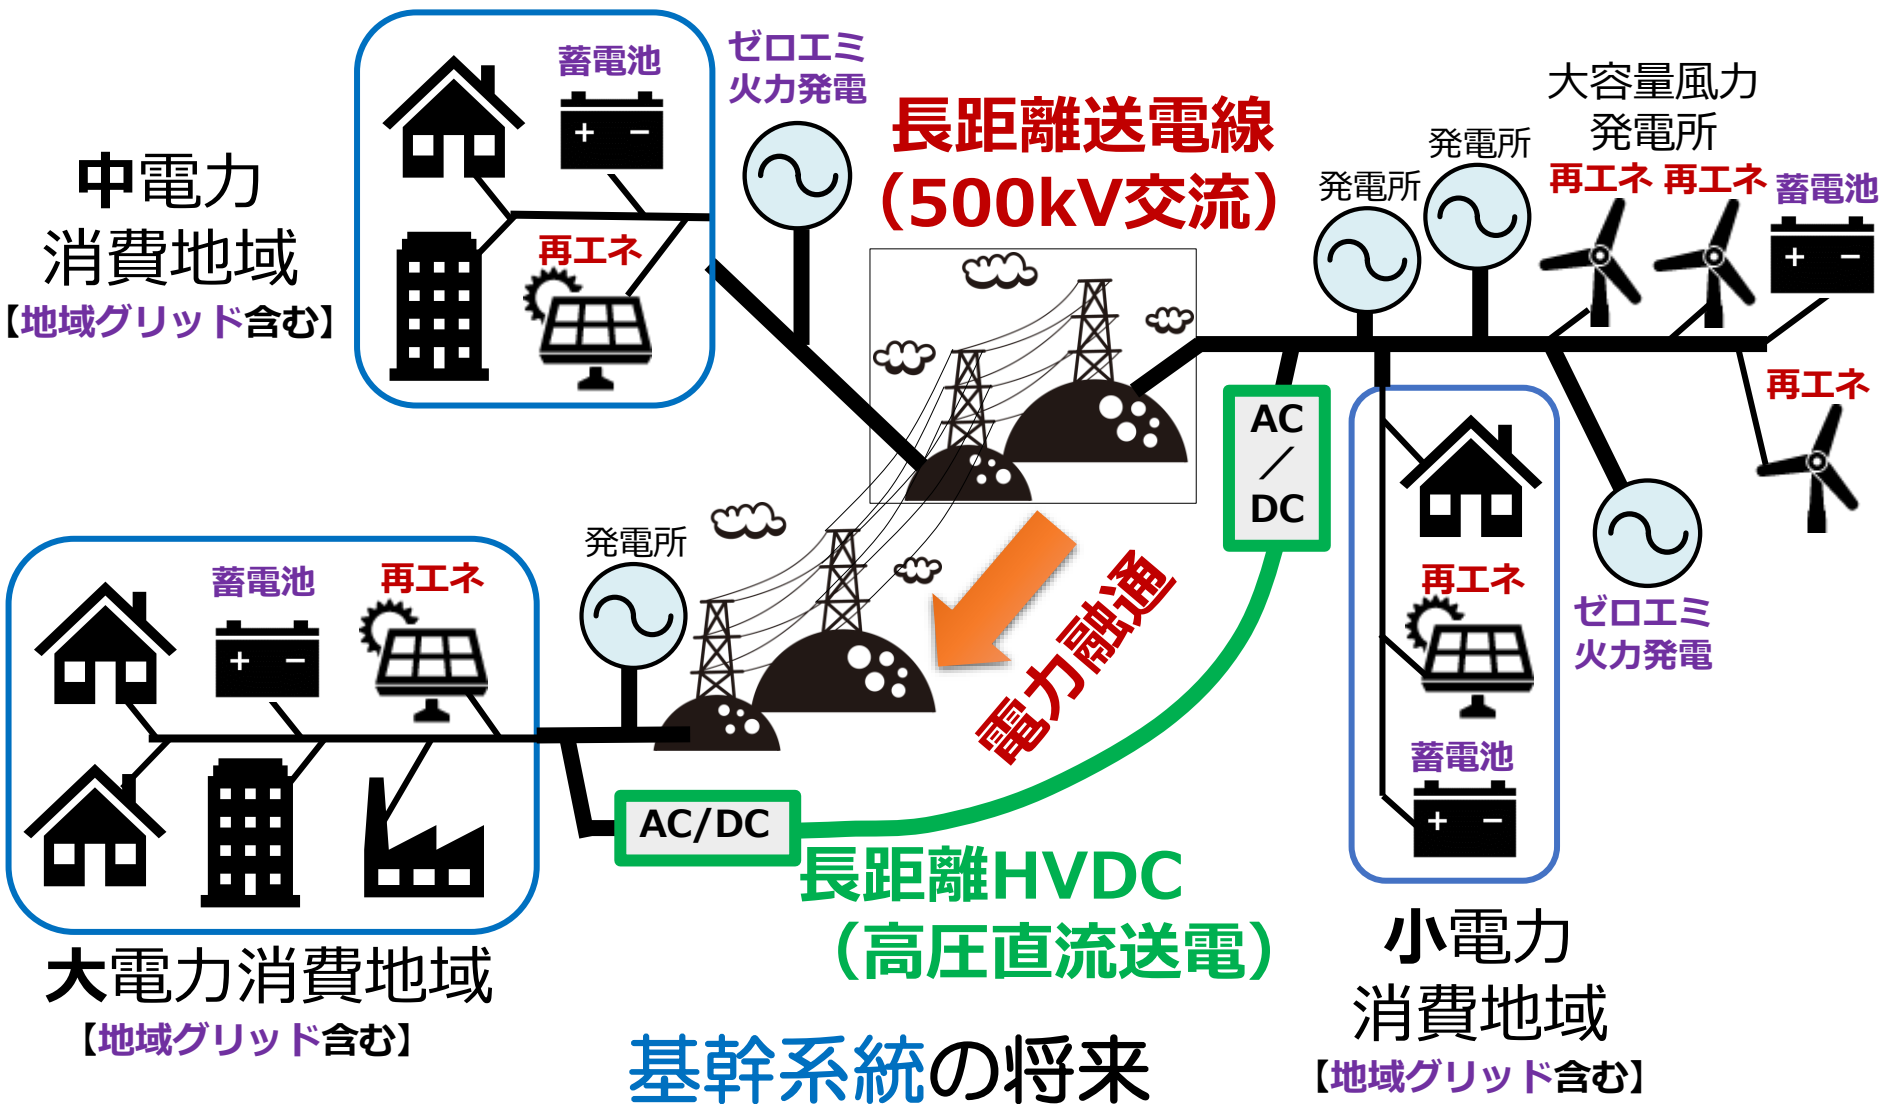 蓄電池
再エネ
中電力
消費地域
【地域グリッド含む】
ゼロエミ
火力発電
長距離送電線
（500kV交流）
発電所
発電所
大容量風力
発電所
再エネ
再エネ
蓄電池
再エネ
AC
／
DC
ゼロエミ
火力発電
再エネ
蓄電池
小電力
消費地域
【地域グリッド含む】
電力融通
発電所
蓄電池
再エネ
大電力消費地域
【地域グリッド含む】
AC/DC
長距離HVDC
（高圧直流送電）
基幹系統の将来